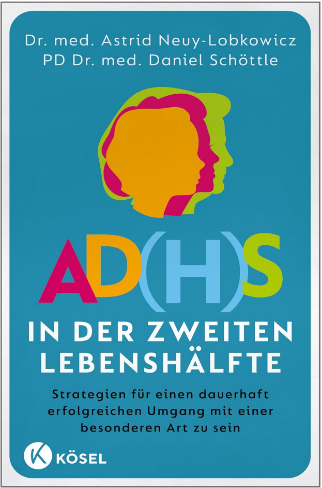 Dr. med. Astrid Neuy-Lobkowicz
PD Dr. med. Daniel Schöttle
AD(H)S
IN DER ZWEITEN
LEBENSHÄLFTE
Strategien für einen dauerhaft
erfolgreichen Umgang mit einer
besonderen Art zu sein
K KÖSEL